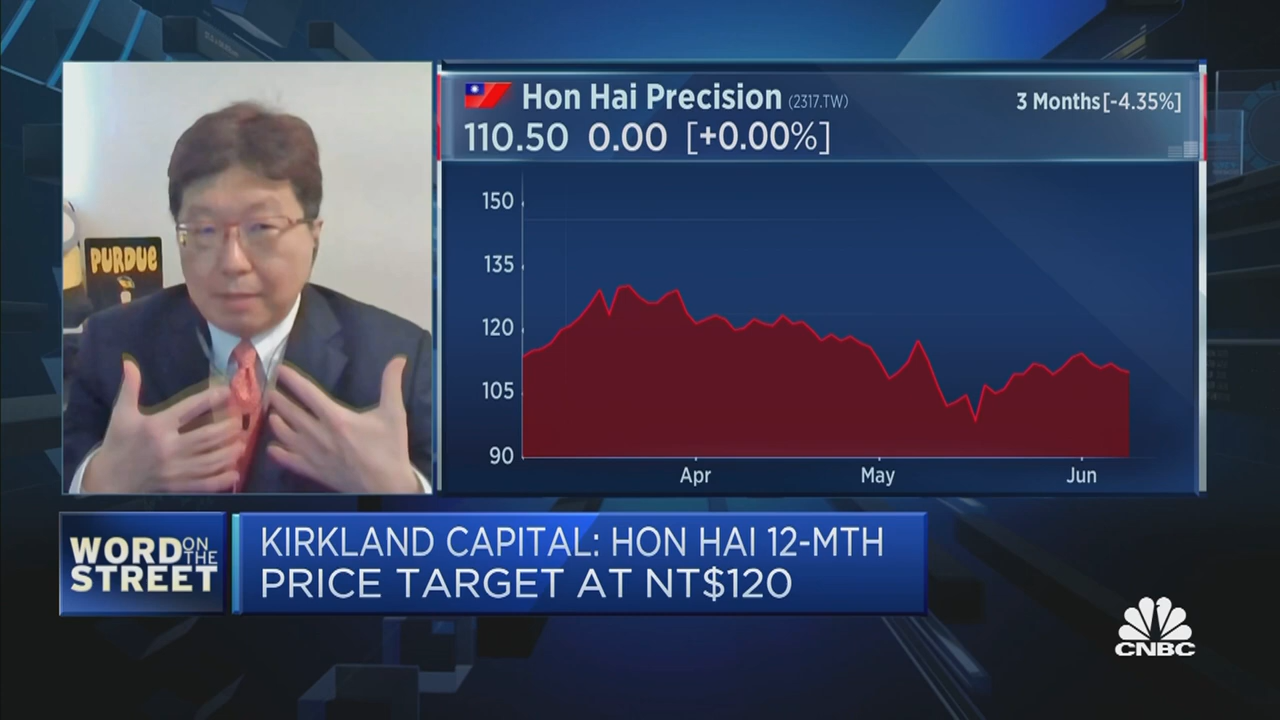 PURDUE
Hon Hai Precision (2317.TW)
3 Months[-4.35%]
110.50 0.00 [+0.00%]
150
135
120
105
90
Apr May Jun
WORD ON THE STREET
KIRKLAND CAPITAL: HON HAI 12-MTH
PRICE TARGET AT NT$120
CNBC